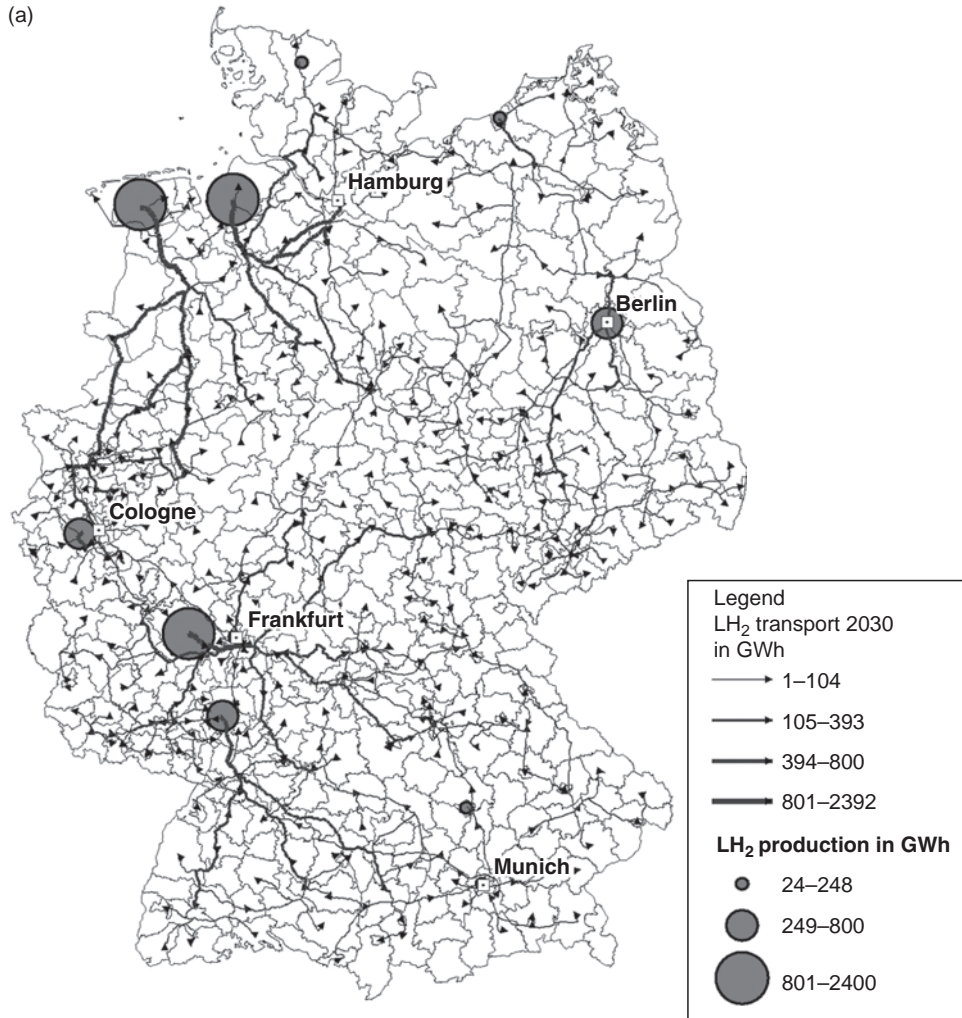 (a)
Hamburg
Berlin
Cologne
Frankfurt
Munich
Legend
LH₂ transport 2030
in GWh
1–104
105–393
394–800
801–2392
LH₂ production in GWh
24–248
249–800
801–2400